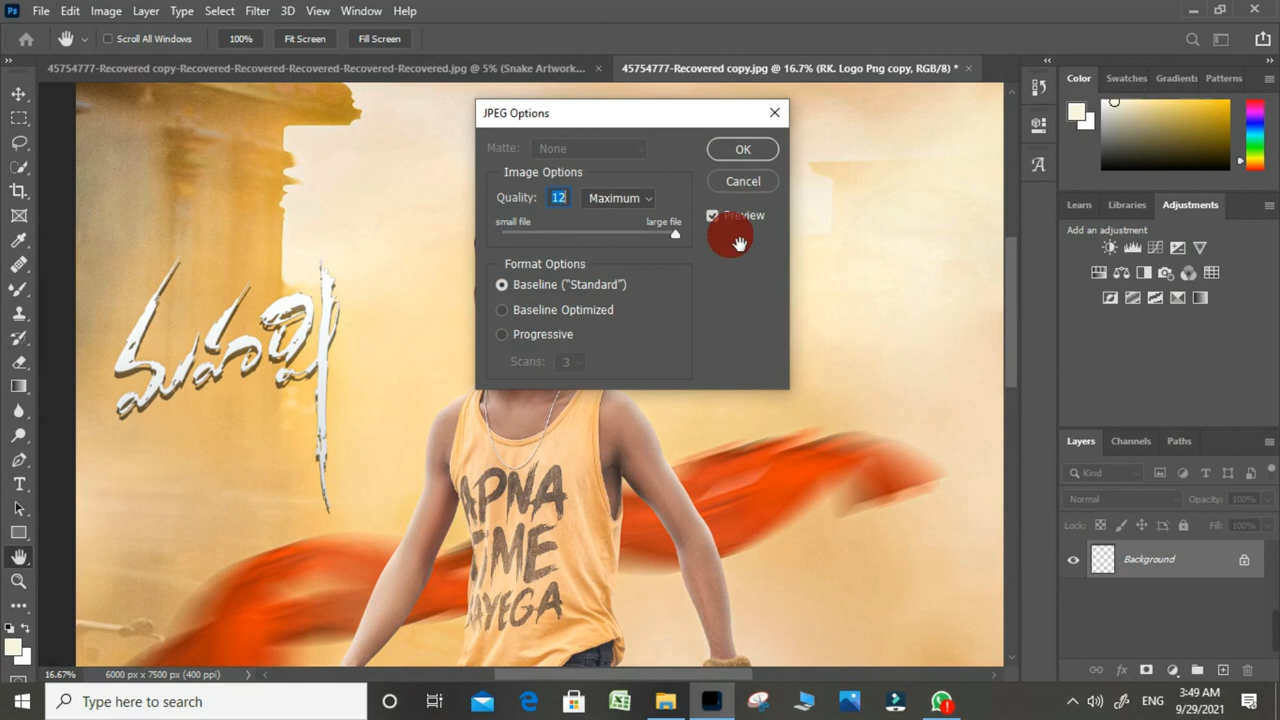 Ps File Edit Image Layer Type Select Filter 3D View Window Help
Scroll All Windows 100% Fit Screen Fill Screen
45754777-Recovered copy-Recovered-Recovered-Recovered-Recovered-Recovered.jpg @ 5% (Snake Artwork... 45754777-Recovered copy.jpg @ 16.7% (RK. Logo Png copy, RGB/8) *
JPEG Options
Matte: None
OK
Image Options
Cancel
Quality: 12 Maximum
Preview
small file large file
Format Options
Baseline ("Standard")
Baseline Optimized
Progressive
Scans: 3
మహర్షి
APNA
TIME
AAYEGA
Color Swatches Gradients Patterns
Learn Libraries Adjustments
Add an adjustment
Layers Channels Paths
Kind
Normal Opacity: 100%
Lock: Fill: 100%
Background
16.67% 6000 px x 7500 px (400 ppi)
Type here to search
ENG
3:49 AM
9/29/2021